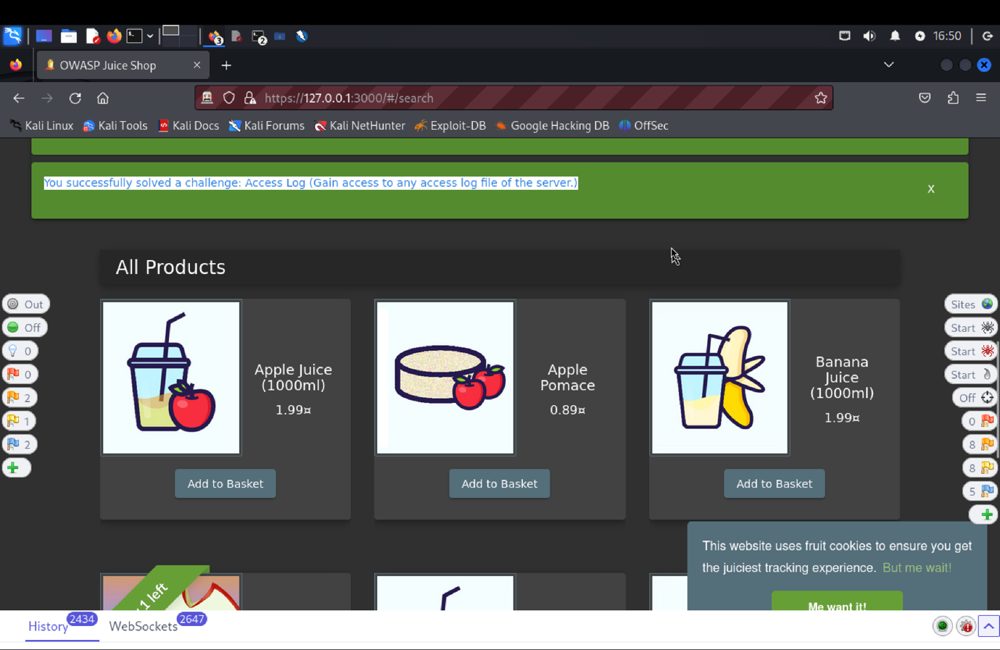 2
16:50
3
OWASP Juice Shop
https://127.0.0.1:3000/#/search
Kali Linux
Kali Tools
Kali Docs
Kali Forums
Kali NetHunter
Exploit-DB
Google Hacking DB
OffSec
You successfully solved a challenge: Access Log (Gain access to any access log file of the server.)
X
All Products
Out
Off
0
0
2
1
2
Apple Juice
(1000ml)
1.99¤
Add to Basket
Apple
Pomace
0.89¤
Add to Basket
Banana
Juice
(1000ml)
1.99¤
Add to Basket
Sites
Start
Start
Start
Off
0
8
8
5
1 left
This website uses fruit cookies to ensure you get
the juiciest tracking experience. But me wait!
Me want it!
History 2434
WebSockets 2647